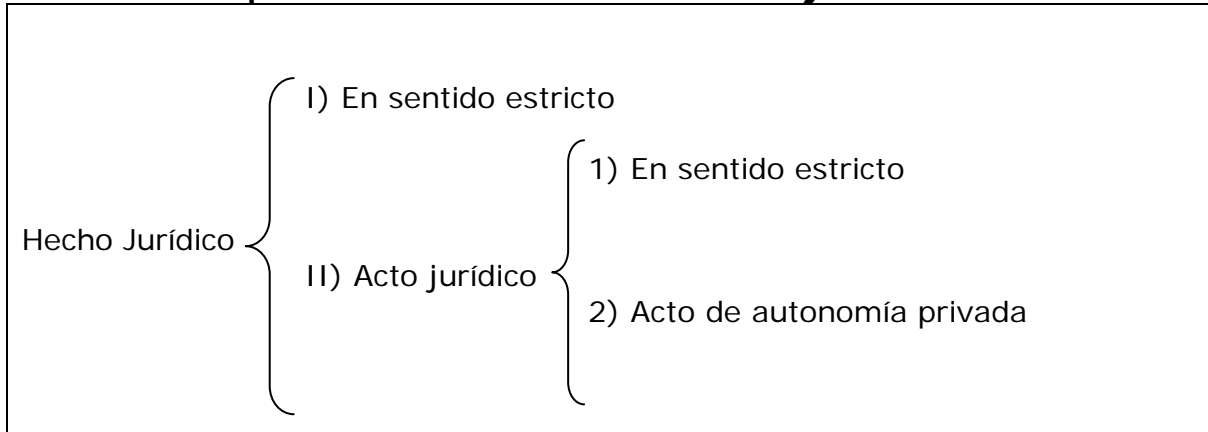 I) En sentido estricto
1) En sentido estricto
Hecho Jurídico
II) Acto jurídico
2) Acto de autonomía privada